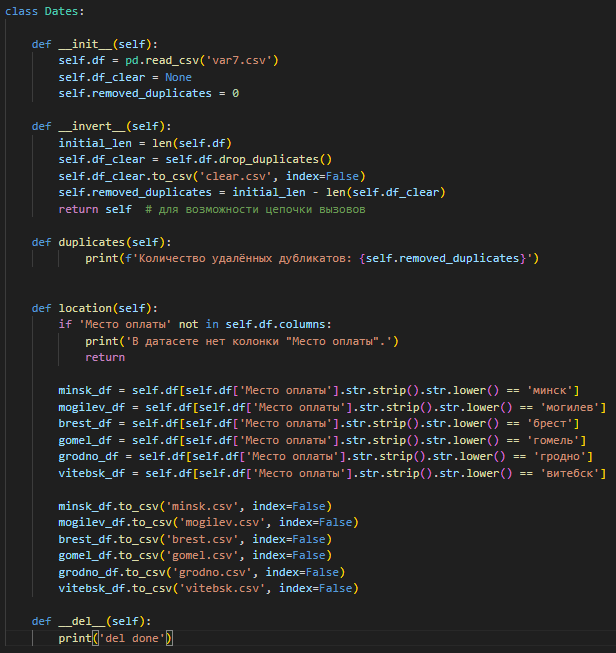 class Dates:
def __init__(self):
self.df = pd.read_csv('var7.csv')
self.df_clear = None
self.removed_duplicates = 0
def __invert__(self):
initial_len = len(self.df)
self.df_clear = self.df.drop_duplicates()
self.df_clear.to_csv('clear.csv', index=False)
self.removed_duplicates = initial_len - len(self.df_clear)
return self  # для возможности цепочки вызовов
def duplicates(self):
print(f'Количество удалённых дубликатов: {self.removed_duplicates}')
def location(self):
if 'Место оплаты' not in self.df.columns:
print('В датасете нет колонки "Место оплаты".')
return
minsk_df = self.df[self.df['Место оплаты'].str.strip().str.lower() == 'минск']
mogilev_df = self.df[self.df['Место оплаты'].str.strip().str.lower() == 'могилев']
brest_df = self.df[self.df['Место оплаты'].str.strip().str.lower() == 'брест']
gomel_df = self.df[self.df['Место оплаты'].str.strip().str.lower() == 'гомель']
grodno_df = self.df[self.df['Место оплаты'].str.strip().str.lower() == 'гродно']
vitebsk_df = self.df[self.df['Место оплаты'].str.strip().str.lower() == 'витебск']
minsk_df.to_csv('minsk.csv', index=False)
mogilev_df.to_csv('mogilev.csv', index=False)
brest_df.to_csv('brest.csv', index=False)
gomel_df.to_csv('gomel.csv', index=False)
grodno_df.to_csv('grodno.csv', index=False)
vitebsk_df.to_csv('vitebsk.csv', index=False)
def __del__(self):
print('del done')